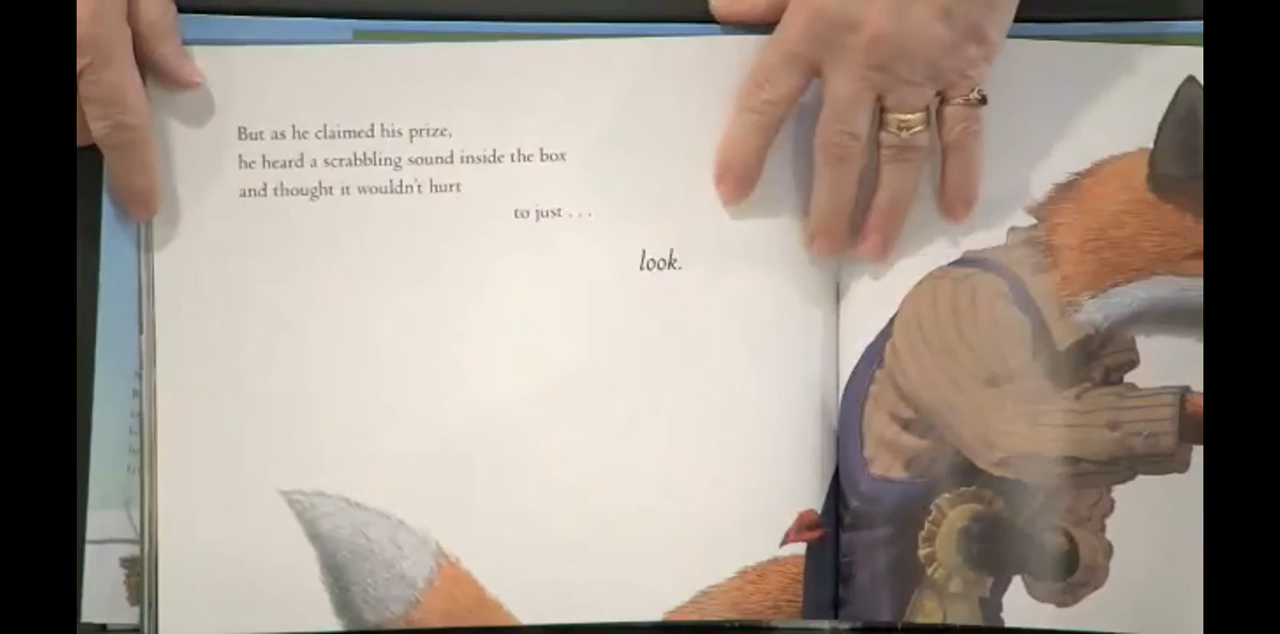 But as he claimed his prize,
he heard a scrabbling sound inside the box
and thought it wouldn't hurt
to just . . .
look.